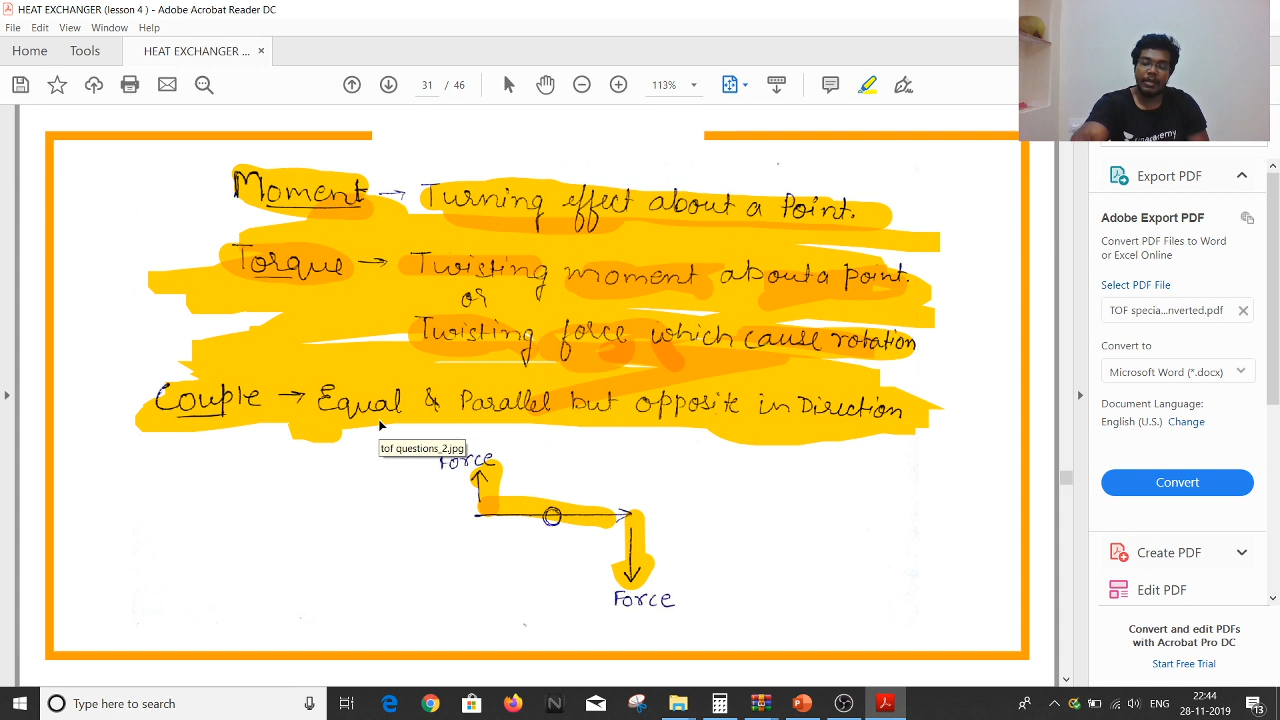 HEAT EXCHANGER (lesson 4 ) - Adobe Acrobat Reader DC
File Edit View Window Help
Home Tools HEAT EXCHANGER ... ×
31 / 46 113%
Moment → Turning effect about a Point.
Torque → Twisting moment about a point.
or
Twisting force which cause rotation
Couple → Equal & Parallel but opposite in Direction
tof questions_2.jpg
Force
Force
Export PDF
Adobe Export PDF
Convert PDF Files to Word
or Excel Online
Select PDF File
TOF specia...nverted.pdf
Convert to
Microsoft Word (*.docx)
Document Language:
English (U.S.) Change
Convert
Create PDF
Edit PDF
Convert and edit PDFs
with Acrobat Pro DC
Start Free Trial
Type here to search
ENG
22:44
28-11-2019